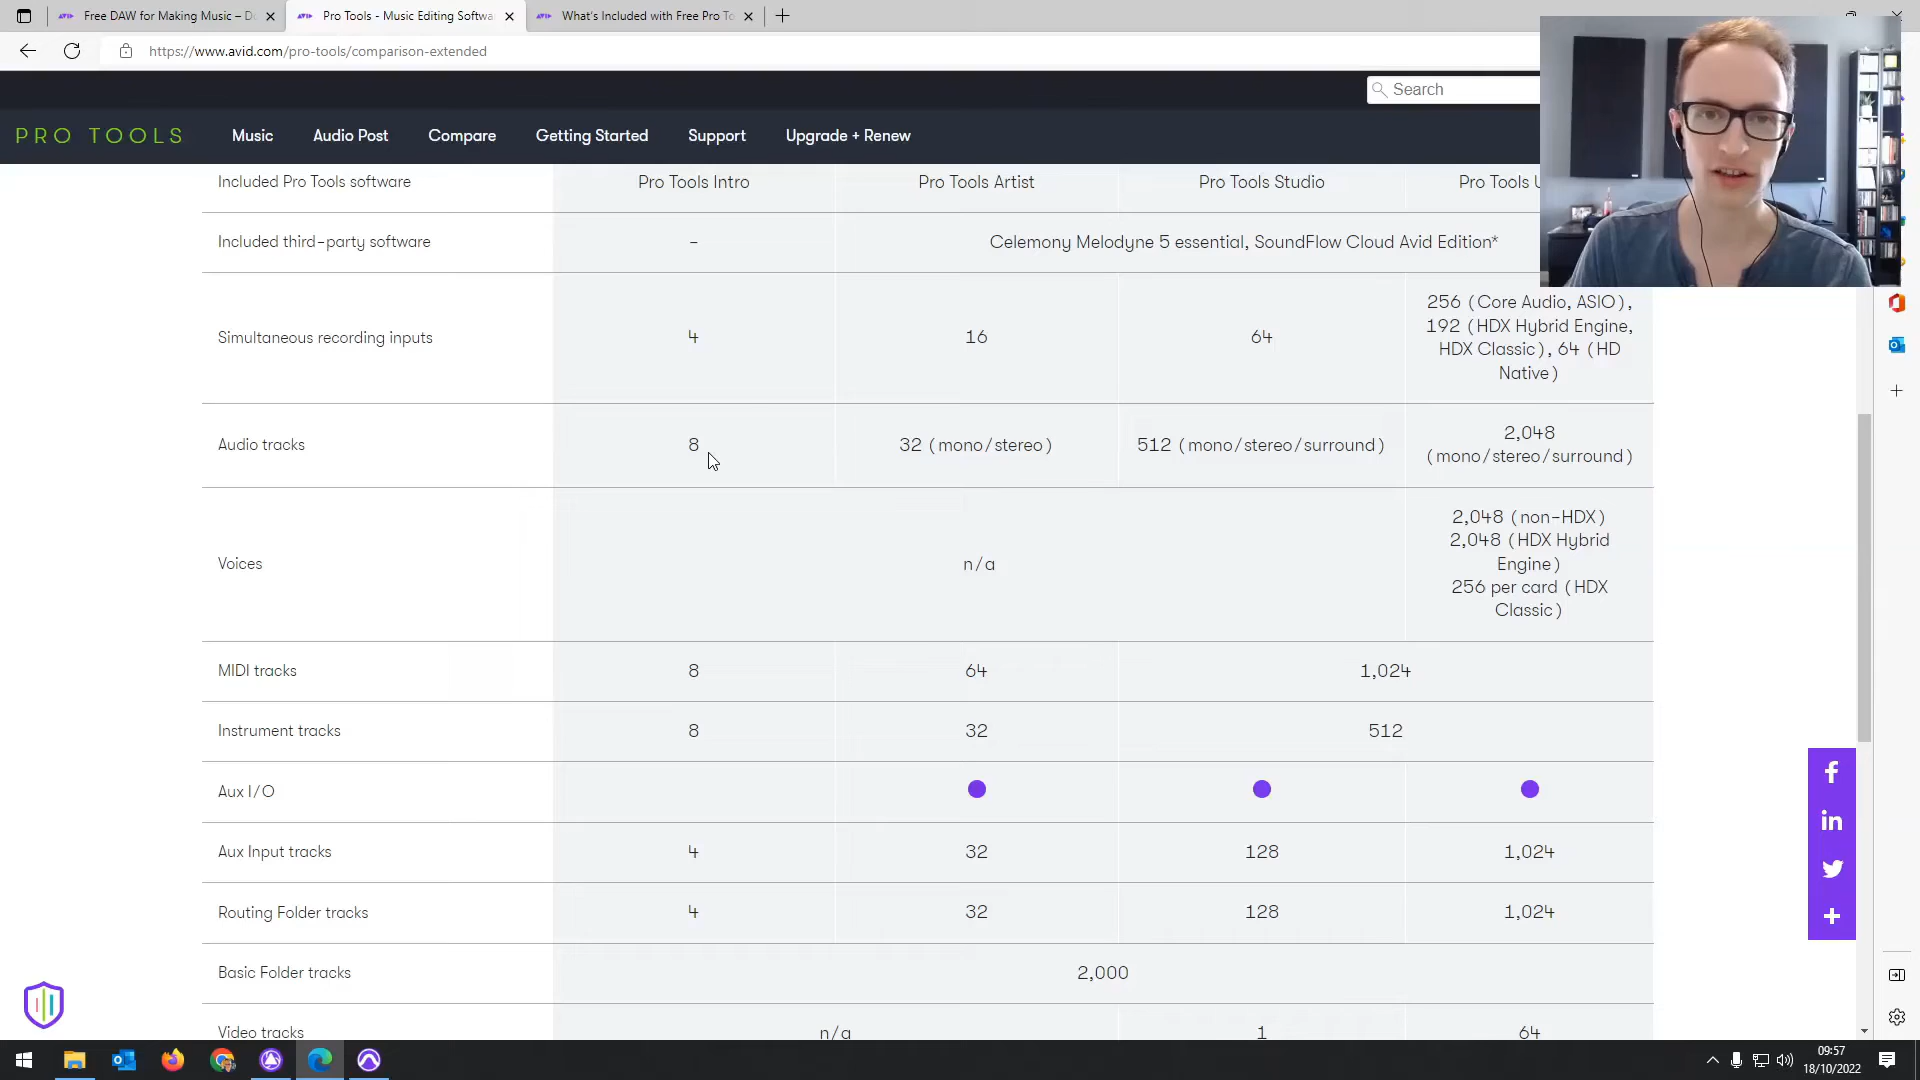 Free DAW for Making Music – D
Pro Tools - Music Editing Softwa
What's Included with Free Pro To
https://www.avid.com/pro-tools/comparison-extended
Search
PRO TOOLS
Music
Audio Post
Compare
Getting Started
Support
Upgrade + Renew
Included Pro Tools software
Pro Tools Intro
Pro Tools Artist
Pro Tools Studio
Pro Tools U
Included third-party software
–
Celemony Melodyne 5 essential, SoundFlow Cloud Avid Edition*
Simultaneous recording inputs
4
16
64
256 (Core Audio, ASIO),
192 (HDX Hybrid Engine,
HDX Classic), 64 (HD
Native)
Audio tracks
8
32 (mono/stereo)
512 (mono/stereo/surround)
2,048
(mono/stereo/surround)
Voices
n/a
2,048 (non-HDX)
2,048 (HDX Hybrid
Engine)
256 per card (HDX
Classic)
MIDI tracks
8
64
1,024
Instrument tracks
8
32
512
Aux I/O
Aux Input tracks
4
32
128
1,024
Routing Folder tracks
4
32
128
1,024
Basic Folder tracks
2,000
Video tracks
n/a
1
64
09:57
18/10/2022